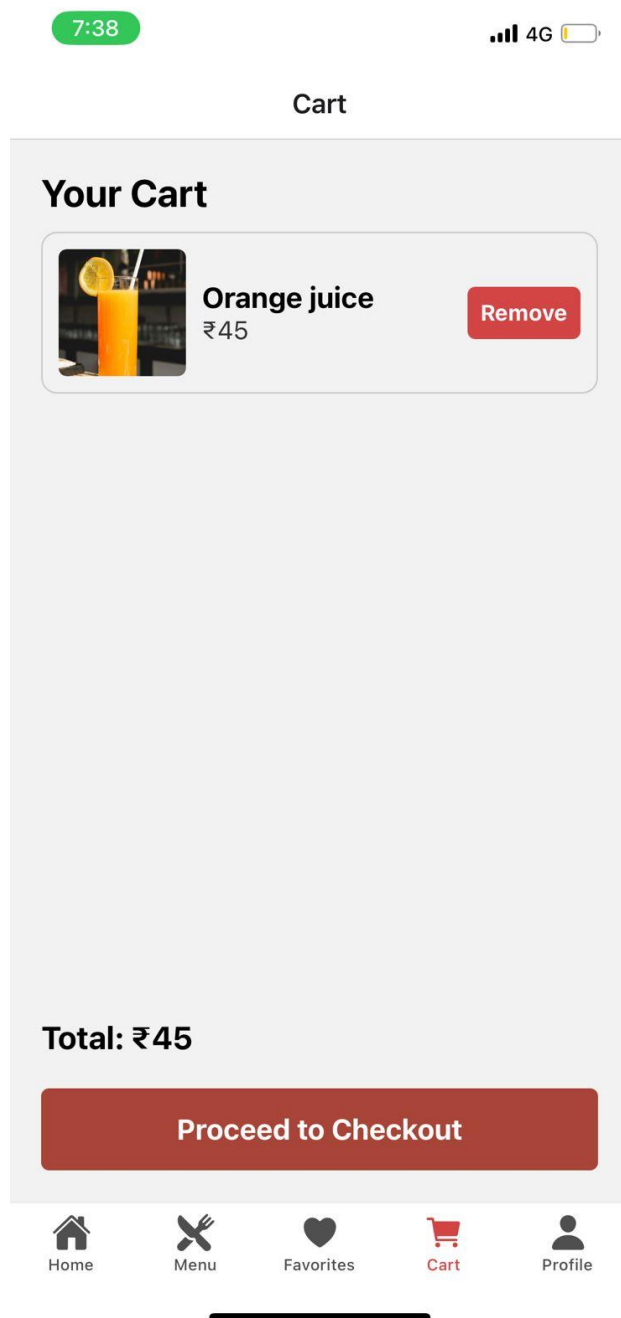 7:38
4G
Cart
Your Cart
Orange juice
₹45
Remove
Total: ₹45
Proceed to Checkout
Home
Menu
Favorites
Cart
Profile